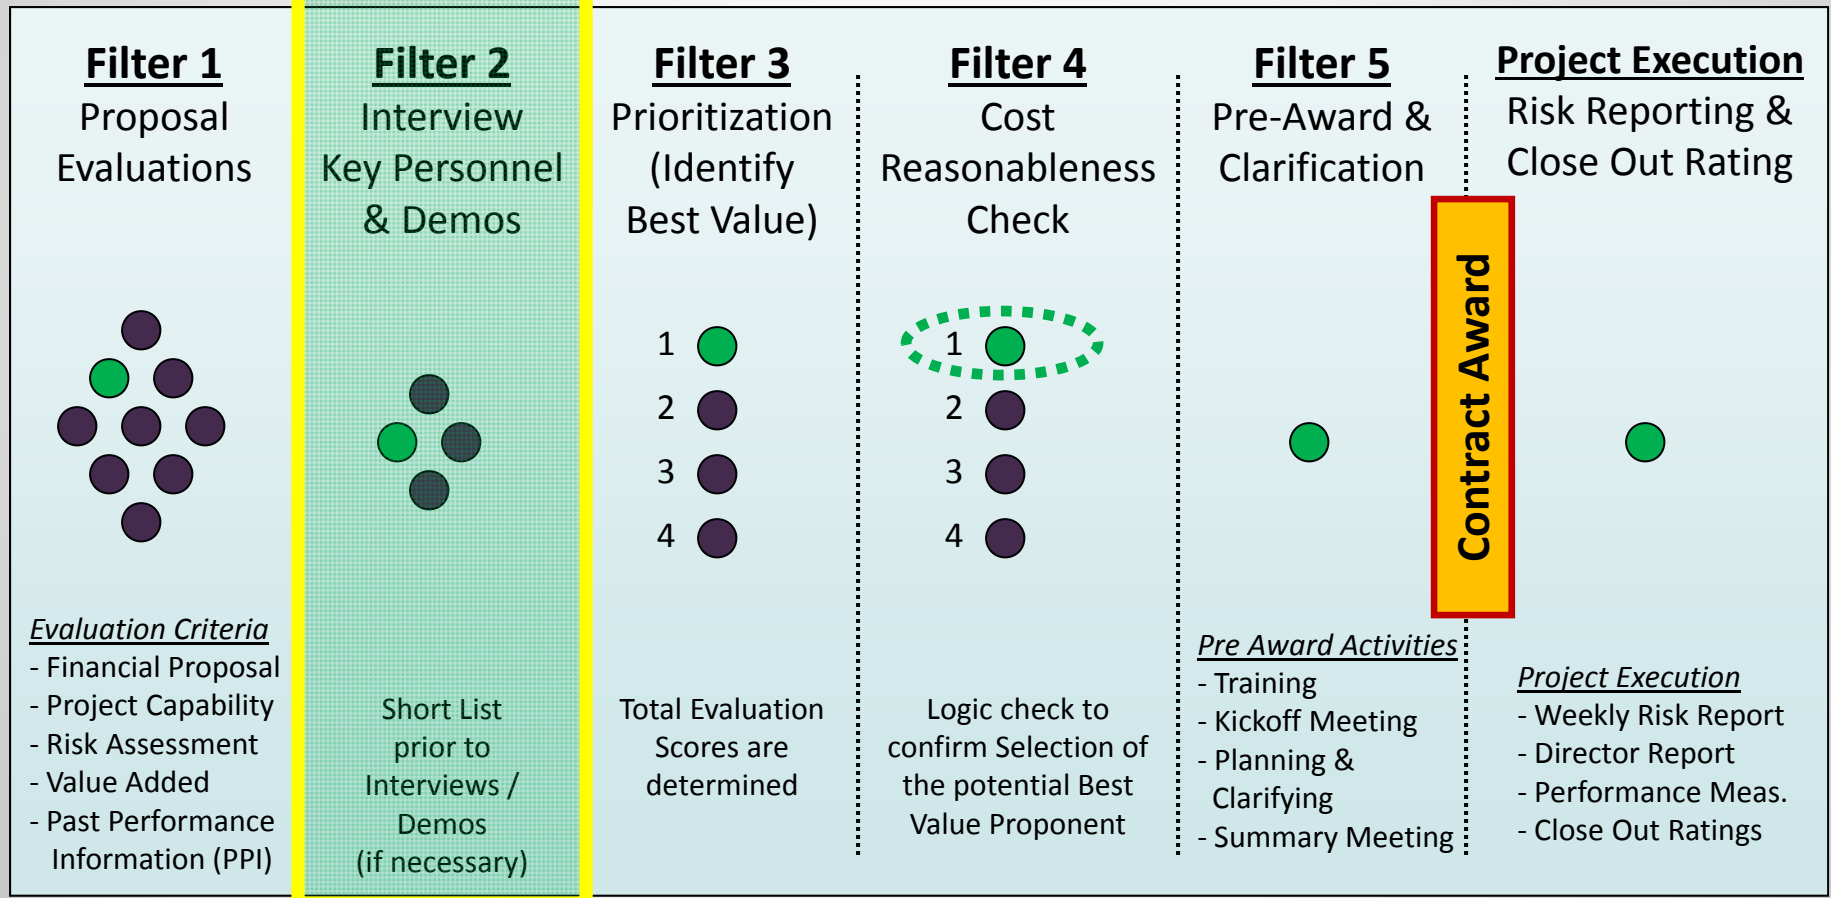 Filter 1
Proposal
Evaluations
Evaluation Criteria
- Financial Proposal
- Project Capability
- Risk Assessment
- Value Added
- Past Performance
Information (PPI)
Filter 2
Interview
Key Personnel
& Demos
Short List
prior to
Interviews /
Demos
(if necessary)
Filter 3
Prioritization
(Identify
Best Value)
1
2
3
4
Total Evaluation
Scores are
determined
Filter 4
Cost
Reasonableness
Check
1
2
3
4
Logic check to
confirm Selection of
the potential Best
Value Proponent
Filter 5
Pre-Award &
Clarification
Pre Award Activities
- Training
- Kickoff Meeting
- Planning &
Clarifying
- Summary Meeting
Contract Award
Project Execution
Risk Reporting &
Close Out Rating
Project Execution
- Weekly Risk Report
- Director Report
- Performance Meas.
- Close Out Ratings